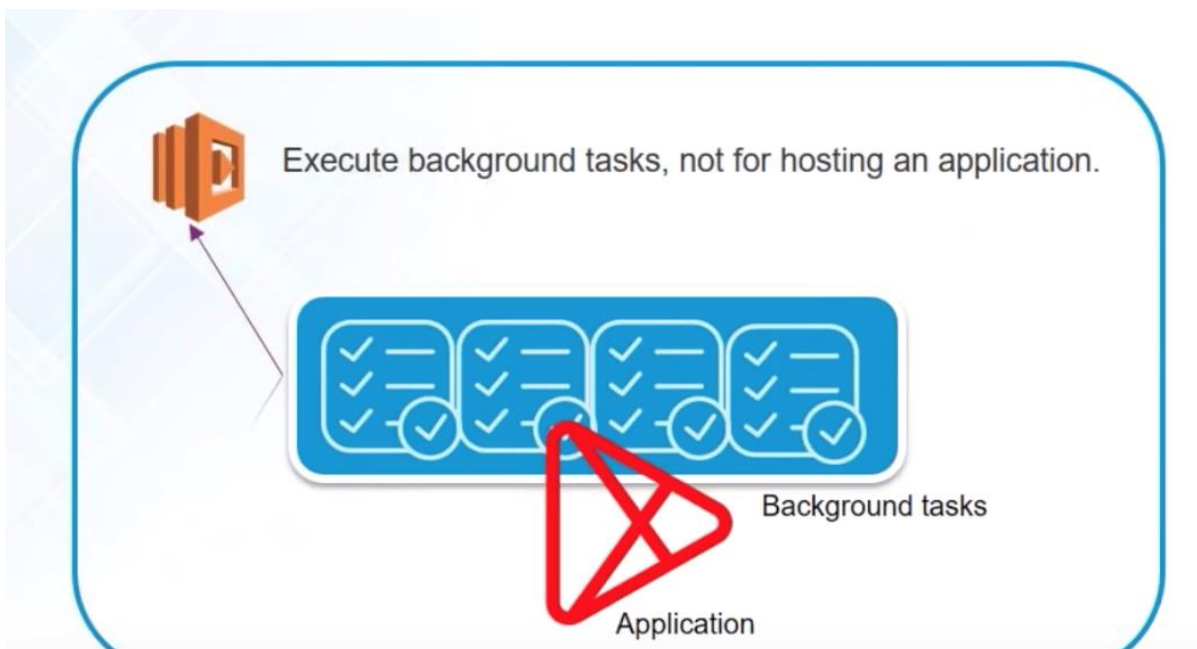 Execute background tasks, not for hosting an application.
Background tasks
Application